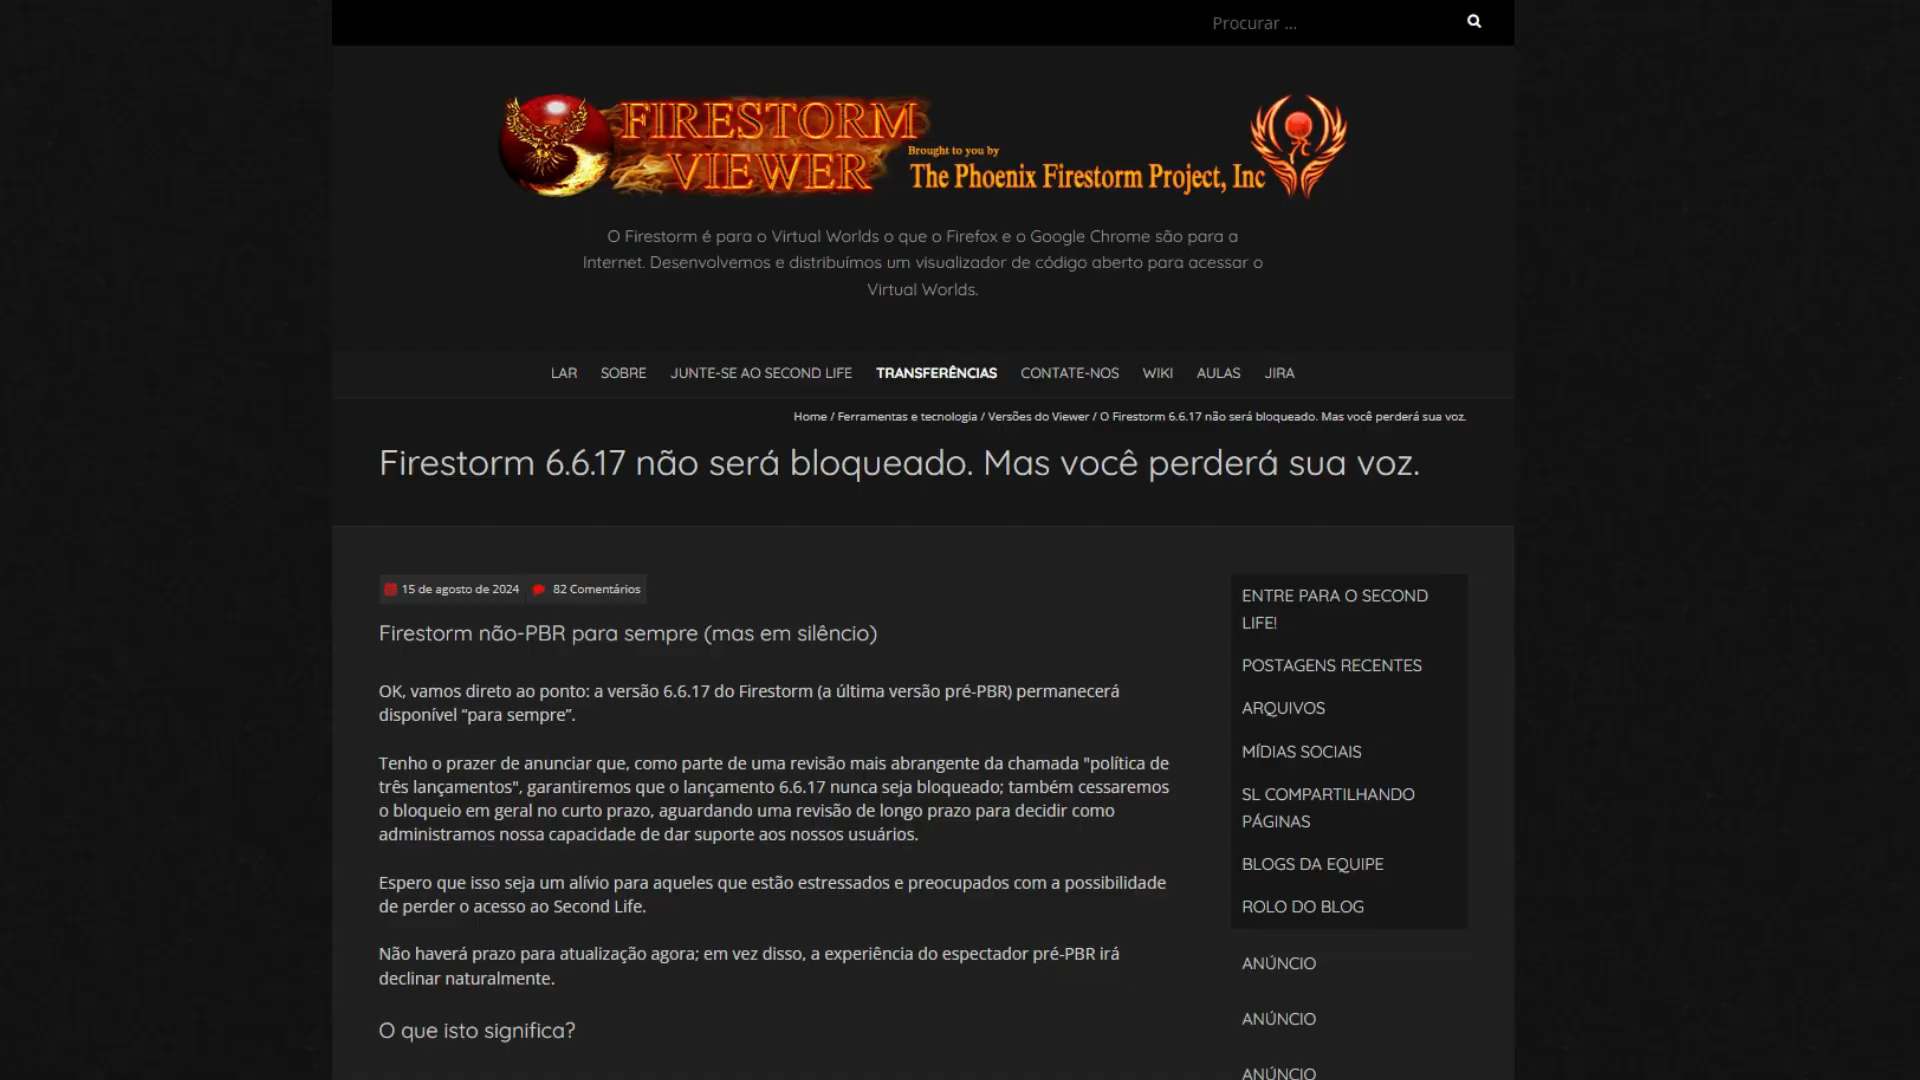 Procurar ...
FIRESTORM
VIEWER
Brought to you by
The Phoenix Firestorm Project, Inc
O Firestorm é para o Virtual Worlds o que o Firefox e o Google Chrome são para a
Internet. Desenvolvemos e distribuímos um visualizador de código aberto para acessar o
Virtual Worlds.
LAR SOBRE JUNTE-SE AO SECOND LIFE TRANSFERÊNCIAS CONTATE-NOS WIKI AULAS JIRA
Home / Ferramentas e tecnologia / Versões do Viewer / O Firestorm 6.6.17 não será bloqueado. Mas você perderá sua voz.
Firestorm 6.6.17 não será bloqueado. Mas você perderá sua voz.
15 de agosto de 2024 82 Comentários
Firestorm não-PBR para sempre (mas em silêncio)
OK, vamos direto ao ponto: a versão 6.6.17 do Firestorm (a última versão pré-PBR) permanecerá
disponível “para sempre”.
Tenho o prazer de anunciar que, como parte de uma revisão mais abrangente da chamada "política de
três lançamentos", garantiremos que o lançamento 6.6.17 nunca seja bloqueado; também cessaremos
o bloqueio em geral no curto prazo, aguardando uma revisão de longo prazo para decidir como
administramos nossa capacidade de dar suporte aos nossos usuários.
Espero que isso seja um alívio para aqueles que estão estressados e preocupados com a possibilidade
de perder o acesso ao Second Life.
Não haverá prazo para atualização agora; em vez disso, a experiência do espectador pré-PBR irá
declinar naturalmente.
O que isto significa?
ENTRE PARA O SECOND
LIFE!
POSTAGENS RECENTES
ARQUIVOS
MÍDIAS SOCIAIS
SL COMPARTILHANDO
PÁGINAS
BLOGS DA EQUIPE
ROLO DO BLOG
ANÚNCIO
ANÚNCIO
ANÚNCIO